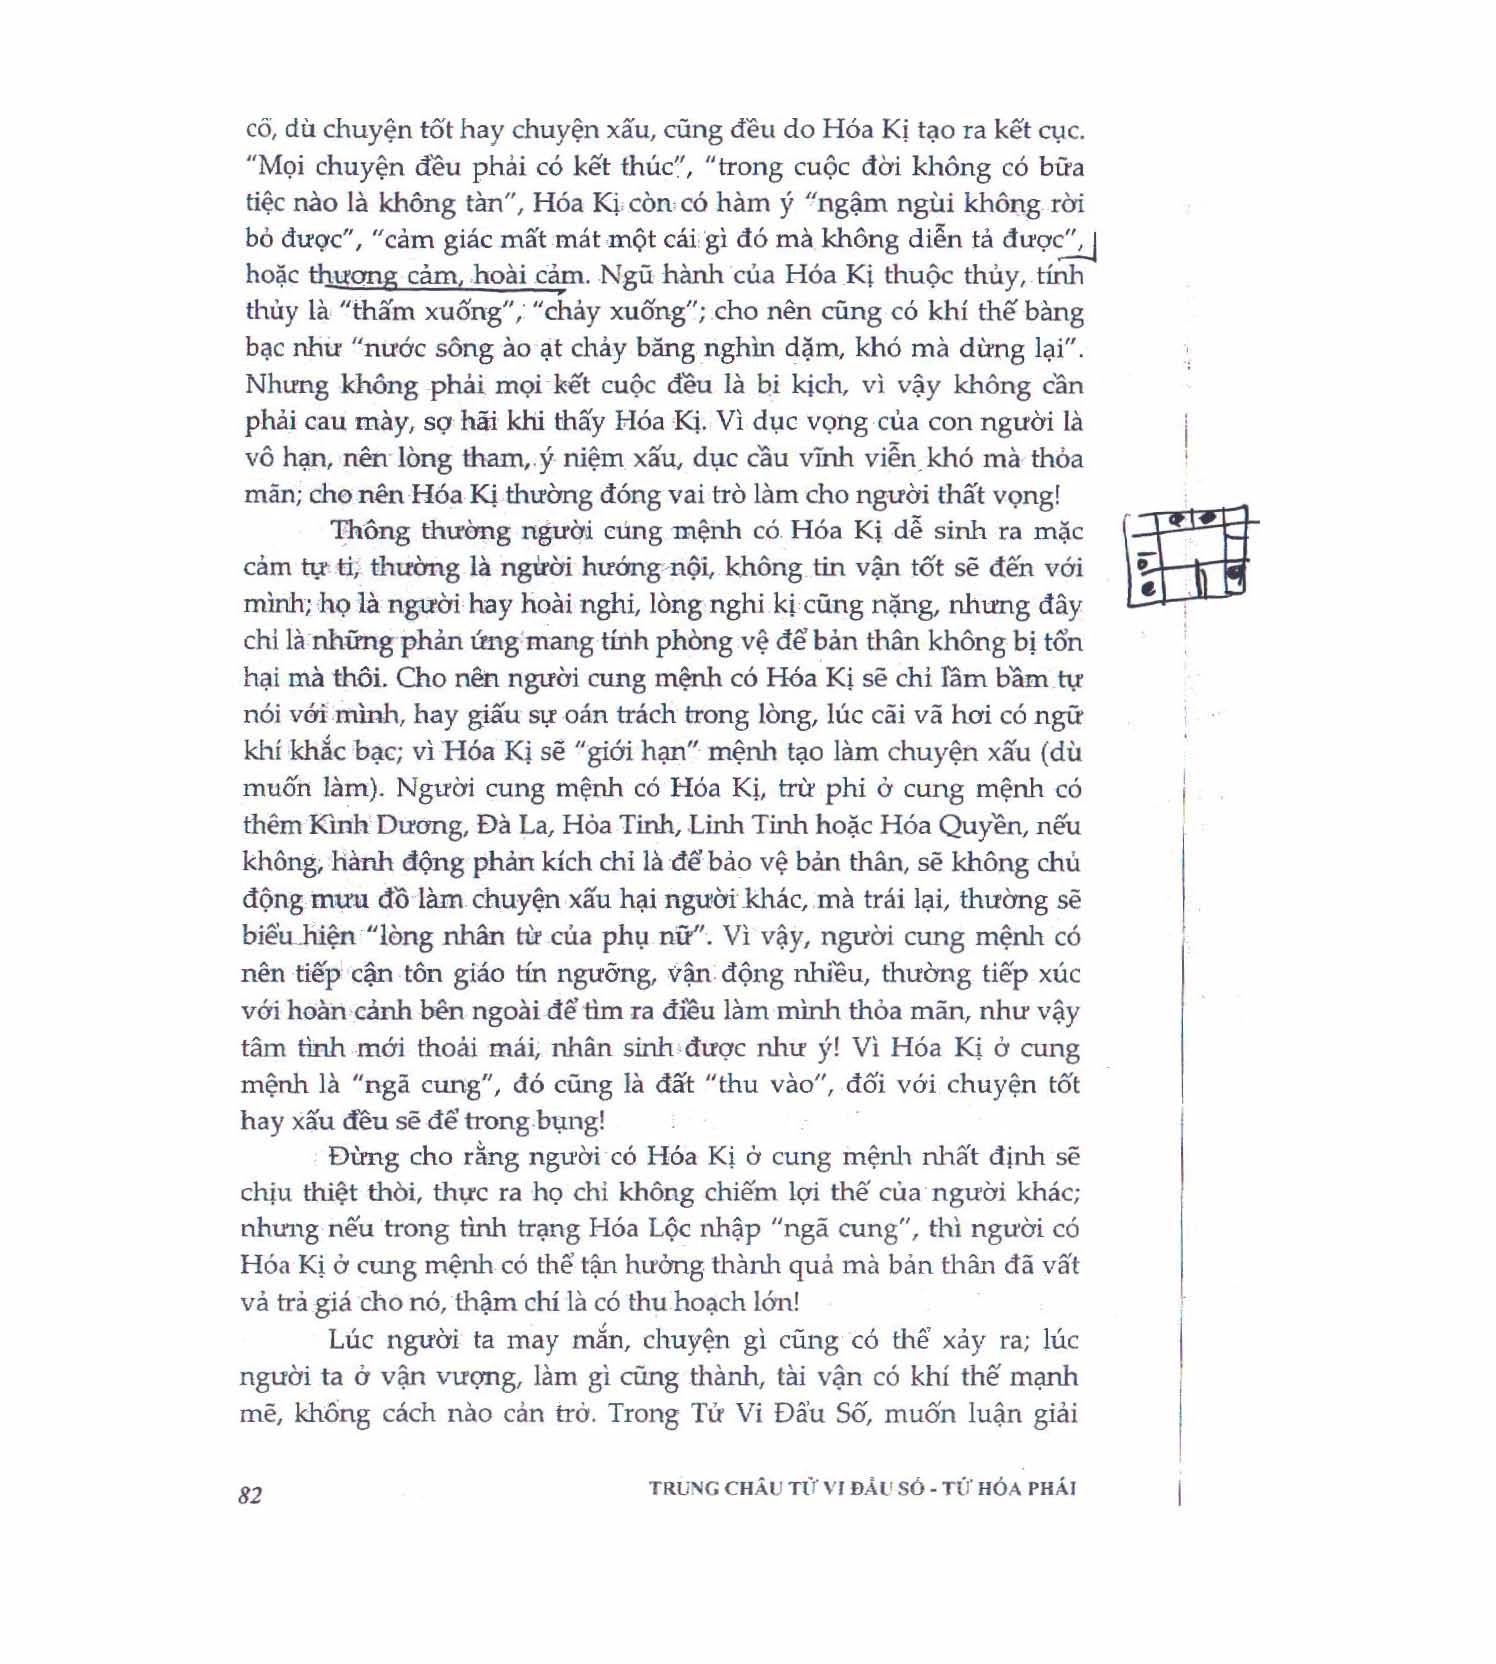 cố, dù chuyện tốt hay chuyện xấu, cũng đều do Hóa Kị tạo ra kết cục.
"Mọi chuyện đều phải có kết thúc", "trong cuộc đời không có bữa
tiệc nào là không tàn", Hóa Kị còn có hàm ý "ngậm ngùi không rời
bỏ được", "cảm giác mất mát một cái gì đó mà không diễn tả được",
hoặc thương cảm, hoài cảm. Ngũ hành của Hóa Kị thuộc thủy, tính
thủy là "thấm xuống", "chảy xuống"; cho nên cũng có khí thế bàng
bạc như "nước sông ào ạt chảy băng nghìn dặm, khó mà dừng lại".
Nhưng không phải mọi kết cuộc đều là bi kịch, vì vậy không cần
phải cau mày, sợ hãi khi thấy Hóa Kị. Vì dục vọng của con người là
vô hạn, nên lòng tham, ý niệm xấu, dục cầu vĩnh viễn khó mà thỏa
mãn; cho nên Hóa Kị thường đóng vai trò làm cho người thất vọng!
Thông thường người cung mệnh có Hóa Kị dễ sinh ra mặc
cảm tự ti, thường là người hướng nội, không tin vận tốt sẽ đến với
mình; họ là người hay hoài nghi, lòng nghi kị cũng nặng, nhưng đây
chỉ là những phản ứng mang tính phòng vệ để bản thân không bị tổn
hại mà thôi. Cho nên người cung mệnh có Hóa Kị sẽ chỉ lầm bầm tự
nói với mình, hay giấu sự oán trách trong lòng, lúc cãi vã hơi có ngữ
khí khắc bạc; vì Hóa Kị sẽ "giới hạn" mệnh tạo làm chuyện xấu (dù
muốn làm). Người cung mệnh có Hóa Kị, trừ phi ở cung mệnh có
thêm Kình Dương, Đà La, Hỏa Tinh, Linh Tinh hoặc Hóa Quyền, nếu
không, hành động phản kích chỉ là để bảo vệ bản thân, sẽ không chủ
động mưu đồ làm chuyện xấu hại người khác, mà trái lại, thường sẽ
biểu hiện "lòng nhân từ của phụ nữ". Vì vậy, người cung mệnh có
nên tiếp cận tôn giáo tín ngưỡng, vận động nhiều, thường tiếp xúc
với hoàn cảnh bên ngoài để tìm ra điều làm mình thỏa mãn, như vậy
tâm tình mới thoải mái, nhân sinh được như ý! Vì Hóa Kị ở cung
mệnh là "ngã cung", đó cũng là đất "thu vào", đối với chuyện tốt
hay xấu đều sẽ để trong bụng!
Đừng cho rằng người có Hóa Kị ở cung mệnh nhất định sẽ
chịu thiệt thòi, thực ra họ chỉ không chiếm lợi thế của người khác;
nhưng nếu trong tình trạng Hóa Lộc nhập "ngã cung", thì người có
Hóa Kị ở cung mệnh có thể tận hưởng thành quả mà bản thân đã vất
vả trả giá cho nó, thậm chí là có thu hoạch lớn!
Lúc người ta may mắn, chuyện gì cũng có thể xảy ra; lúc
người ta ở vận vượng, làm gì cũng thành, tài vận có khí thế mạnh
mẽ, không cách nào cản trở. Trong Tử Vi Đẩu Số, muốn luận giải
82 TRUNG CHÂU TỬ VI ĐẨU SỐ - TỨ HÓA PHÁI